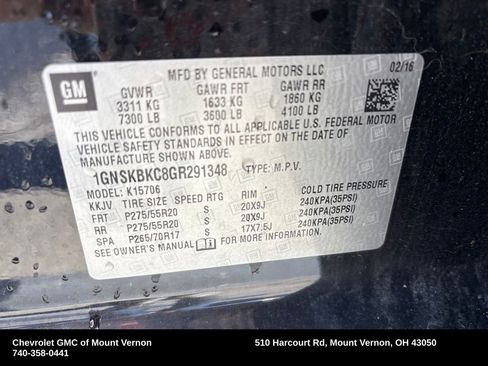 GM
MFD BY GENERAL MOTORS LLC 02/16
GVWR GAWR FRT GAWR RR
3311 KG 1633 KG 1860 KG
7300 LB 3600 LB 4100 LB
THIS VEHICLE CONFORMS TO ALL APPLICABLE U.S. FEDERAL MOTOR
VEHICLE SAFETY STANDARDS IN EFFECT ON THE DATE OF
MANUFACTURE SHOWN ABOVE.
1GNSKBKC8GR291348 TYPE: M.P.V.
MODEL: K15706
KKJV TIRE SIZE SPEED RTG RIM COLD TIRE PRESSURE
FRT P275/55R20 S 20X9J 240KPA(35PSI)
RR P275/55R20 S 20X9J 240KPA(35PSI)
SPA P265/70R17 S 17X7.5J 240KPA(35PSI)
SEE OWNER'S MANUAL FOR MORE INFORMATION.
Chevrolet GMC of Mount Vernon 510 Harcourt Rd, Mount Vernon, OH 43050
740-358-0441